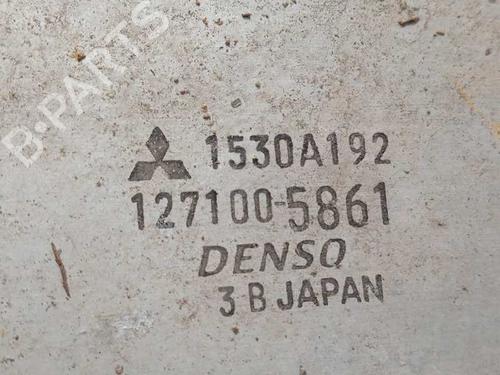 B-PARTS
1530A192
127100-5861
DENSO
3 B JAPAN